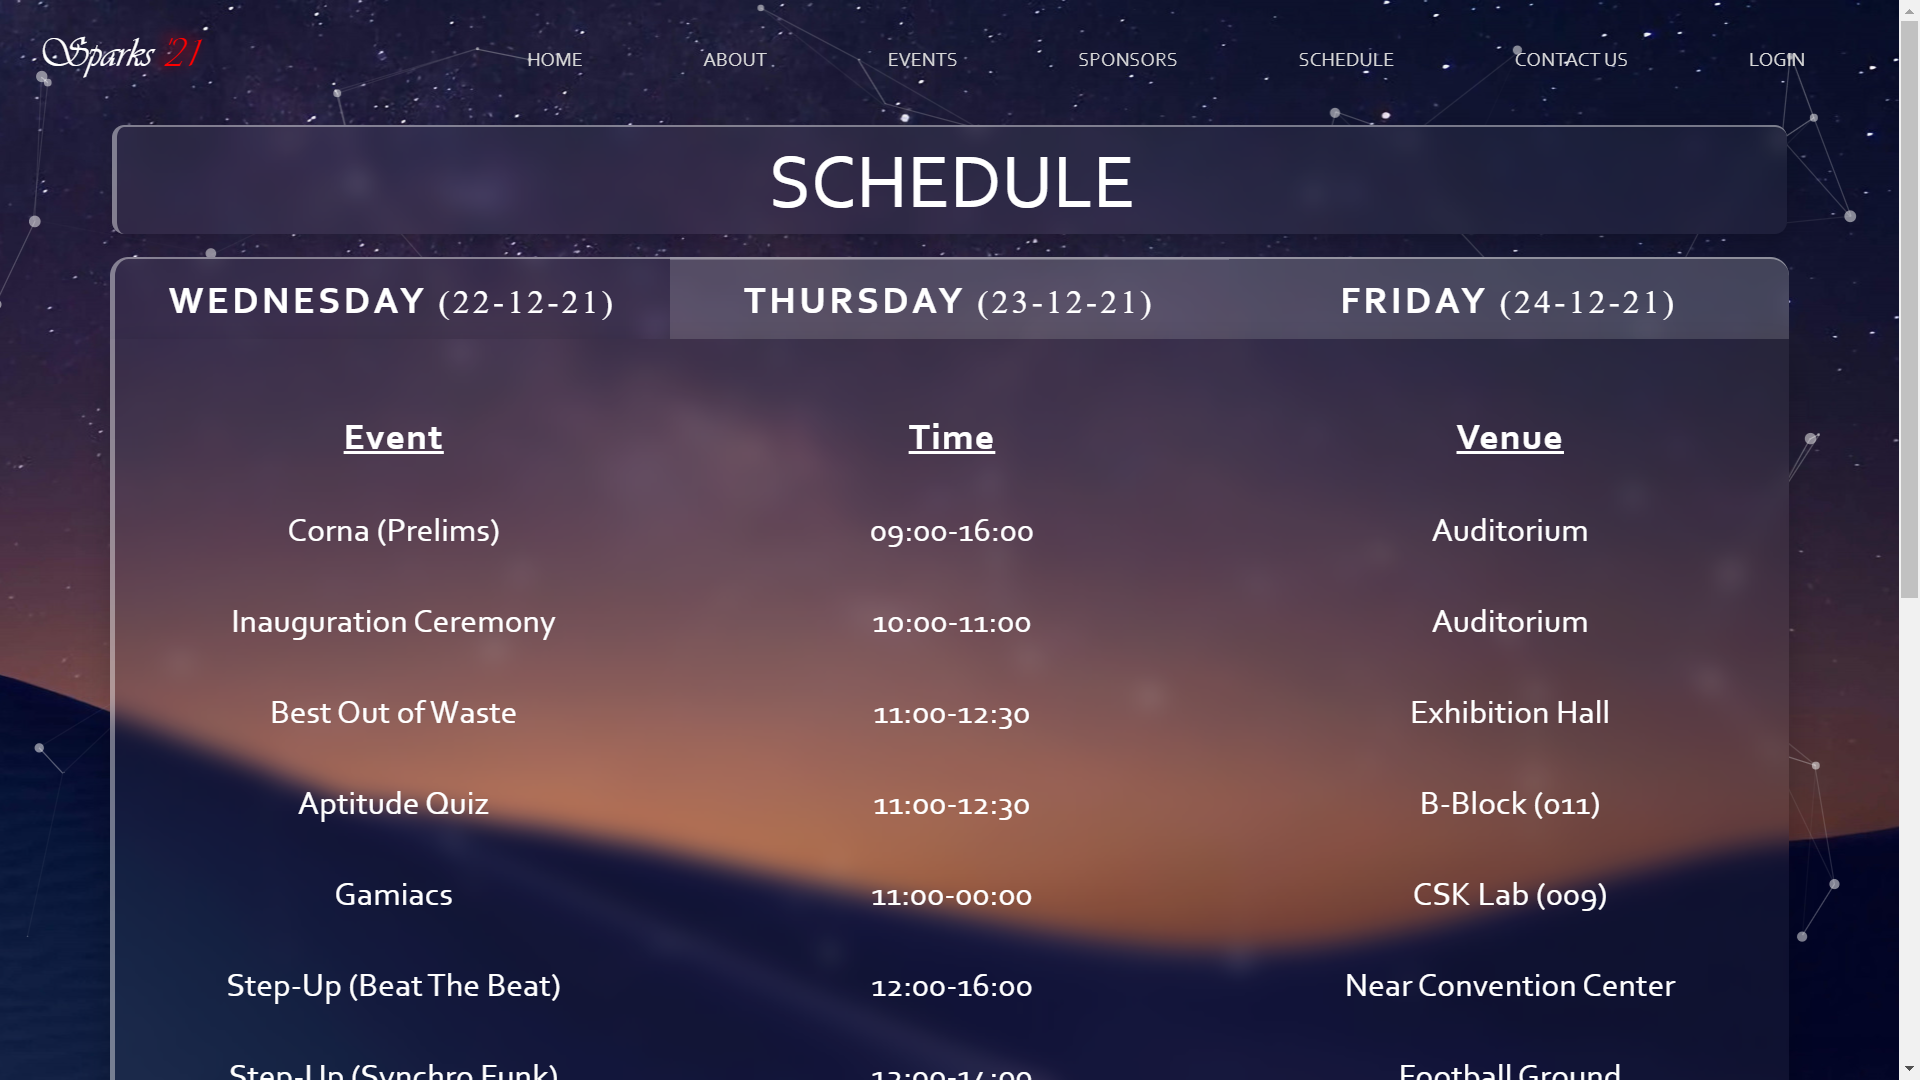 Sparks '21
HOME ABOUT EVENTS SPONSORS SCHEDULE CONTACT US LOGIN
SCHEDULE
WEDNESDAY (22-12-21) THURSDAY (23-12-21) FRIDAY (24-12-21)
Event Time Venue
Corna (Prelims) 09:00-16:00 Auditorium
Inauguration Ceremony 10:00-11:00 Auditorium
Best Out of Waste 11:00-12:30 Exhibition Hall
Aptitude Quiz 11:00-12:30 B-Block (011)
Gamiacs 11:00-00:00 CSK Lab (009)
Step-Up (Beat The Beat) 12:00-16:00 Near Convention Center
Step-Up (Synchro Funk) 12:00-14:00 Football Ground